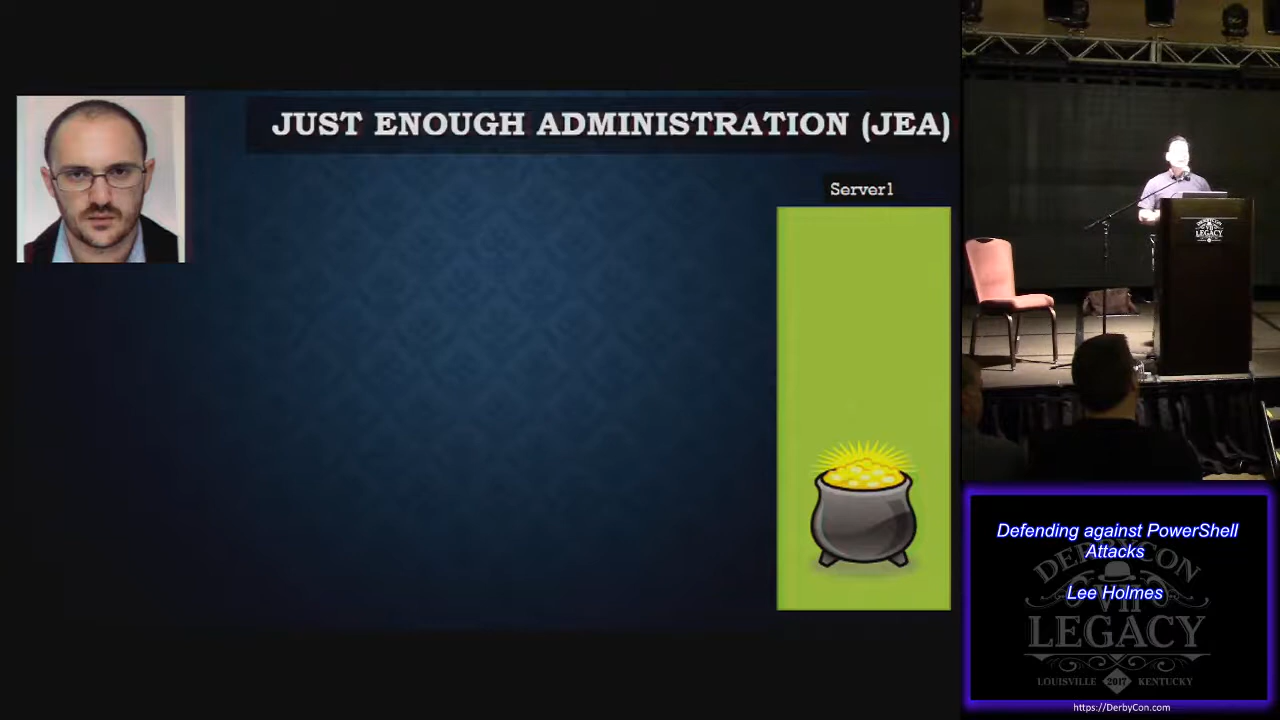 JUST ENOUGH ADMINISTRATION (JEA)
Server1
LEGACY
Defending against PowerShell
Attacks
Lee Holmes
DERBYCON
VII
LEGACY
LOUISVILLE 2017 KENTUCKY
https://DerbyCon.com